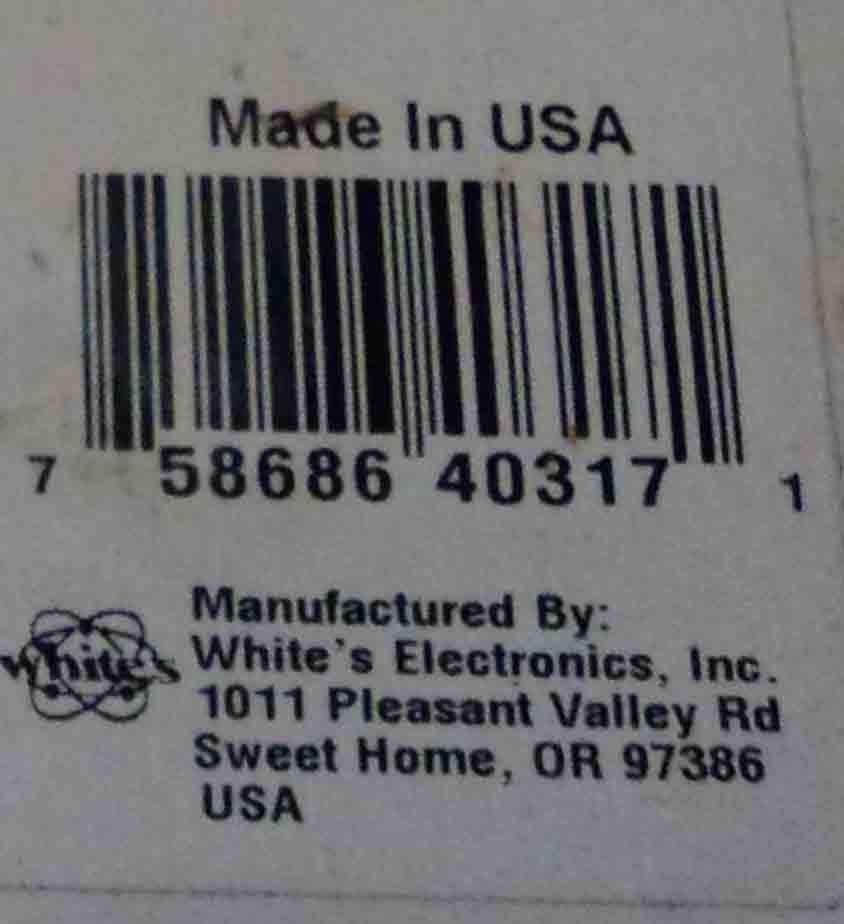 Made In USA
7 58686 40317 1
Manufactured By:
White's White's Electronics, Inc.
1011 Pleasant Valley Rd
Sweet Home, OR 97386
USA